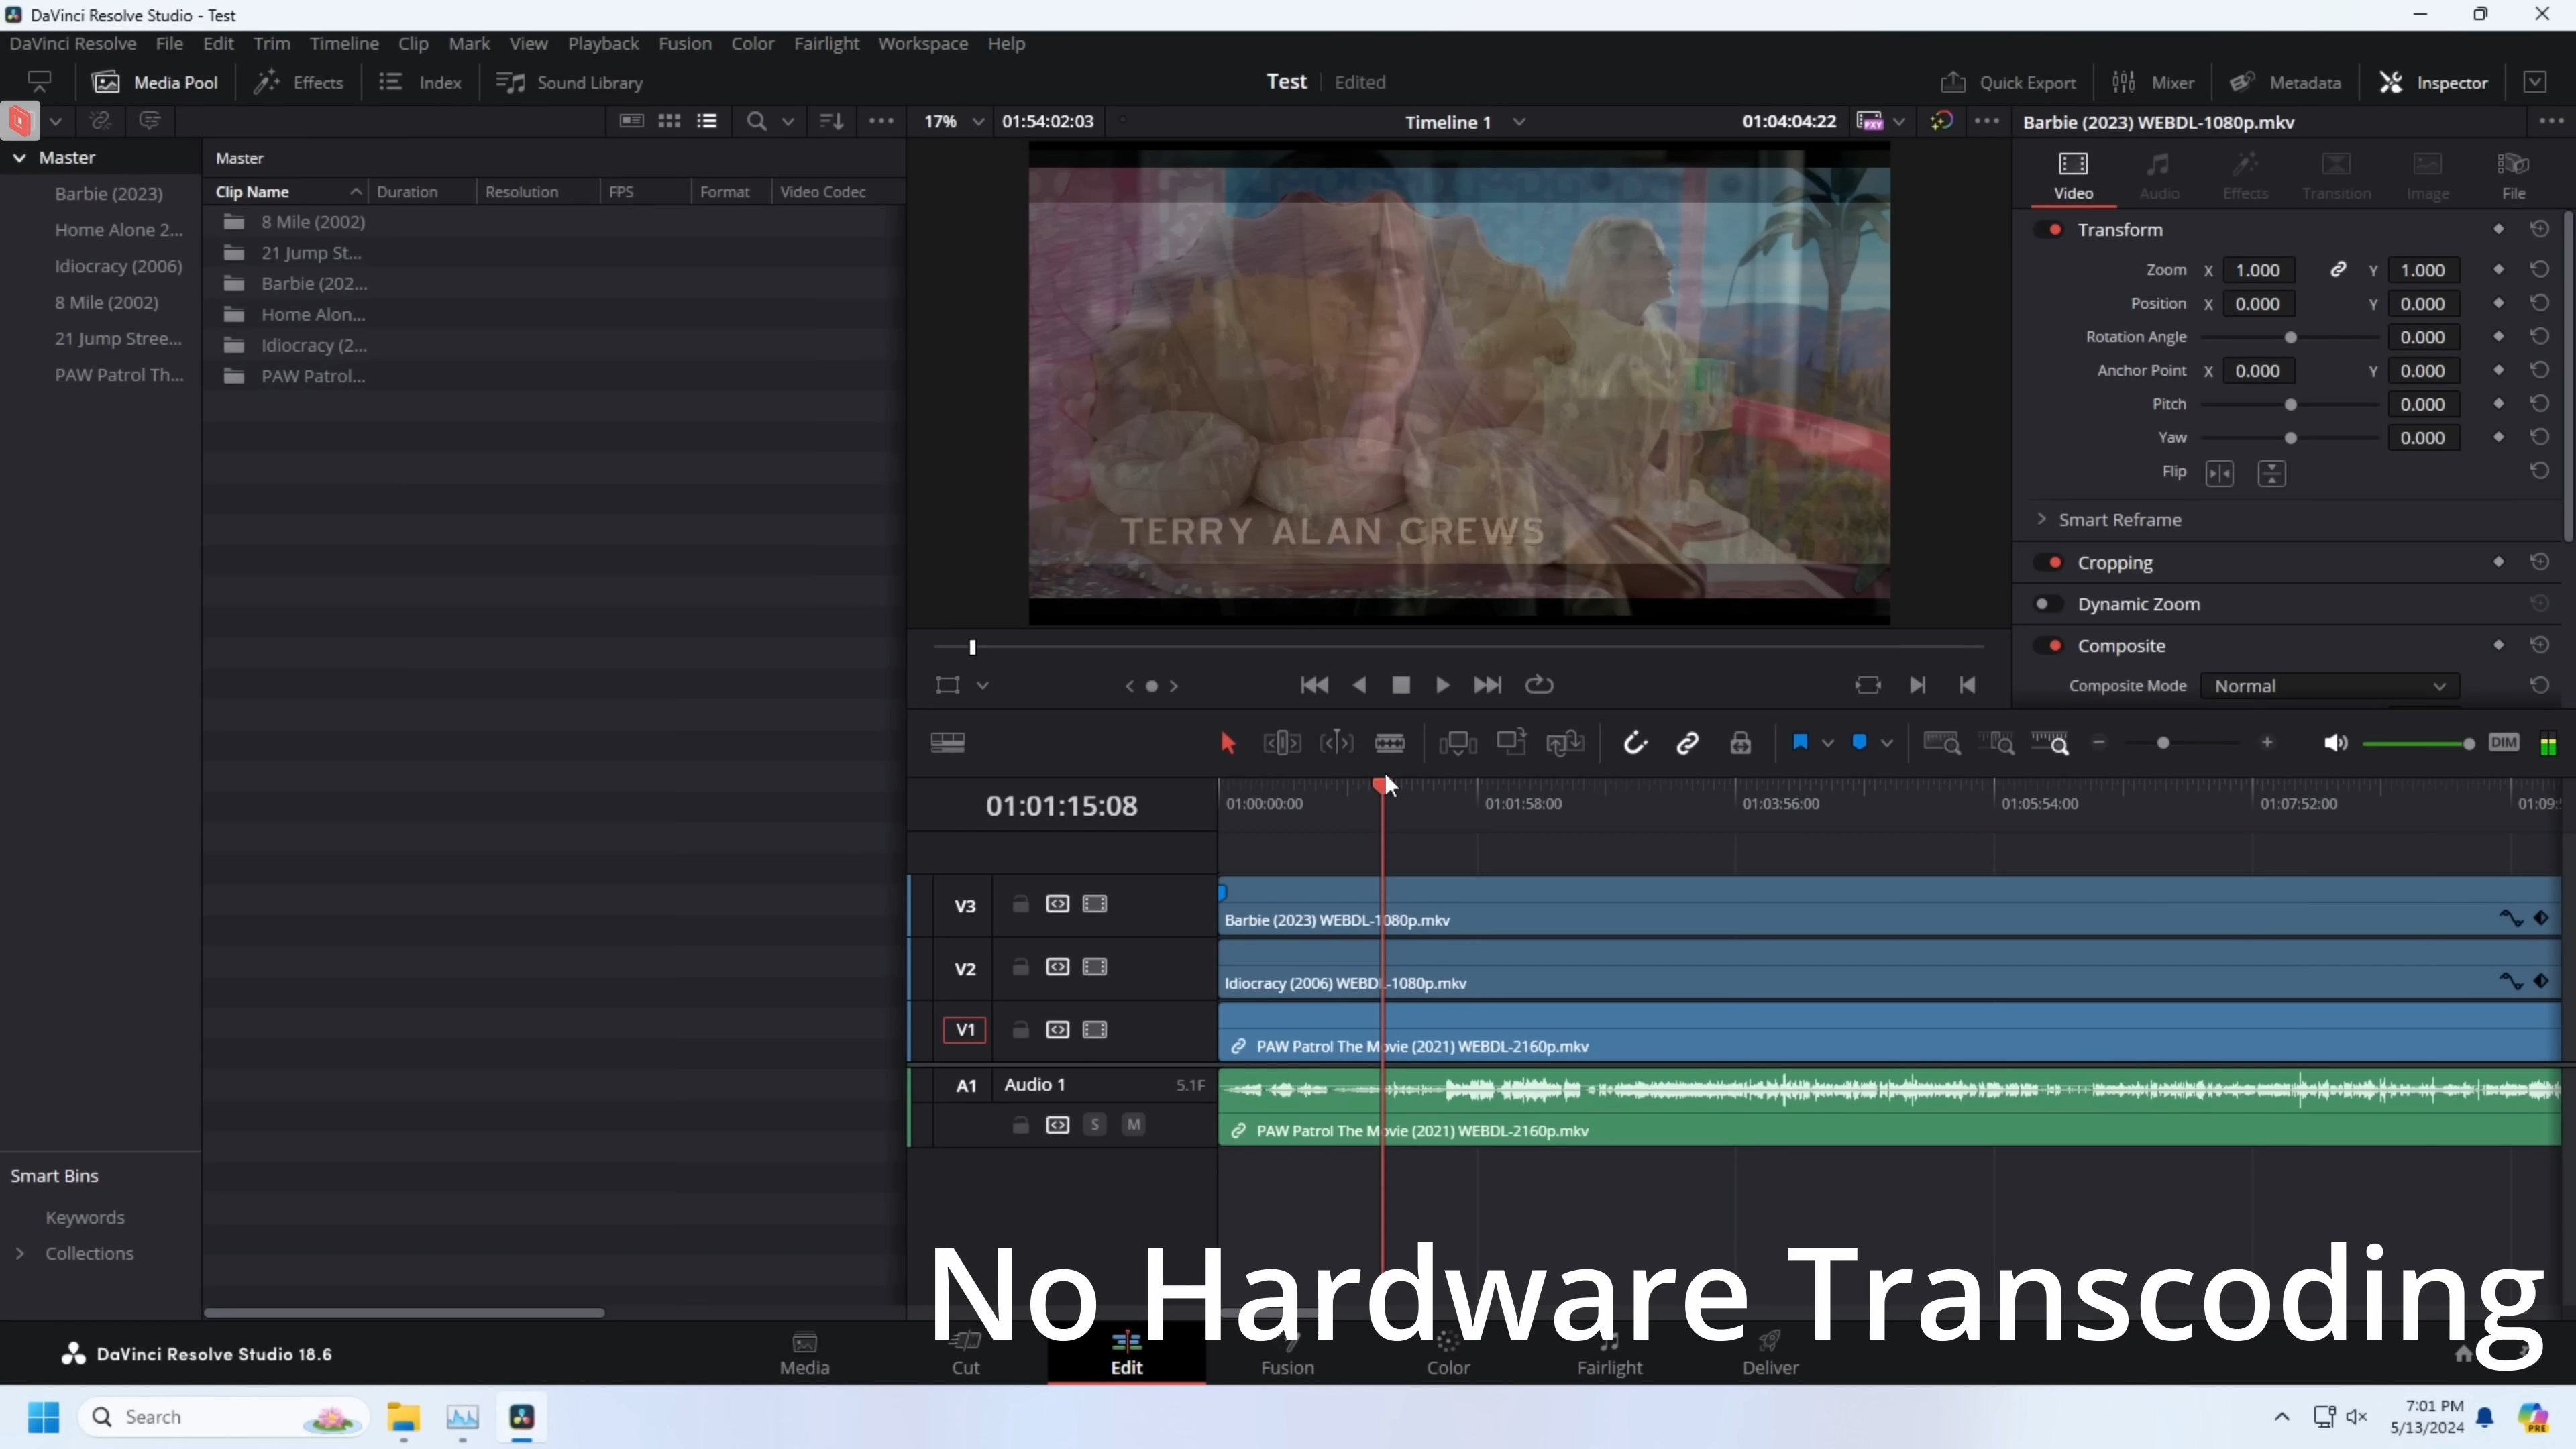 DaVinci Resolve Studio - Test
DaVinci Resolve File Edit Trim Timeline Clip Mark View Playback Fusion Color Fairlight Workspace Help
Media Pool Effects Index Sound Library Test Edited Quick Export Mixer Metadata Inspector
17% 01:54:02:03 Timeline 1 01:04:04:22 PXY Barbie (2023) WEBDL-1080p.mkv
Master
Barbie (2023)
Home Alone 2...
Idiocracy (2006)
8 Mile (2002)
21 Jump Stree...
PAW Patrol Th...
Master
Clip Name Duration Resolution FPS Format Video Codec
8 Mile (2002)
21 Jump St...
Barbie (202...
Home Alon...
Idiocracy (2...
PAW Patrol...
TERRY ALAN CREWS
Video Audio Effects Transition Image File
Transform
Zoom X 1.000 Y 1.000
Position X 0.000 Y 0.000
Rotation Angle 0.000
Anchor Point X 0.000 Y 0.000
Pitch 0.000
Yaw 0.000
Flip
Smart Reframe
Cropping
Dynamic Zoom
Composite
Composite Mode Normal
DIM
01:01:15:08 01:00:00:00 01:01:58:00 01:03:56:00 01:05:54:00 01:07:52:00 01:09:
V3 Barbie (2023) WEBDL-1080p.mkv
V2 Idiocracy (2006) WEBDL-1080p.mkv
V1 PAW Patrol The Movie (2021) WEBDL-2160p.mkv
A1 Audio 1 5.1F
S M PAW Patrol The Movie (2021) WEBDL-2160p.mkv
Smart Bins
Keywords
Collections
No Hardware Transcoding
DaVinci Resolve Studio 18.6
Media Cut Edit Fusion Color Fairlight Deliver
Search
7:01 PM
5/13/2024
PRE